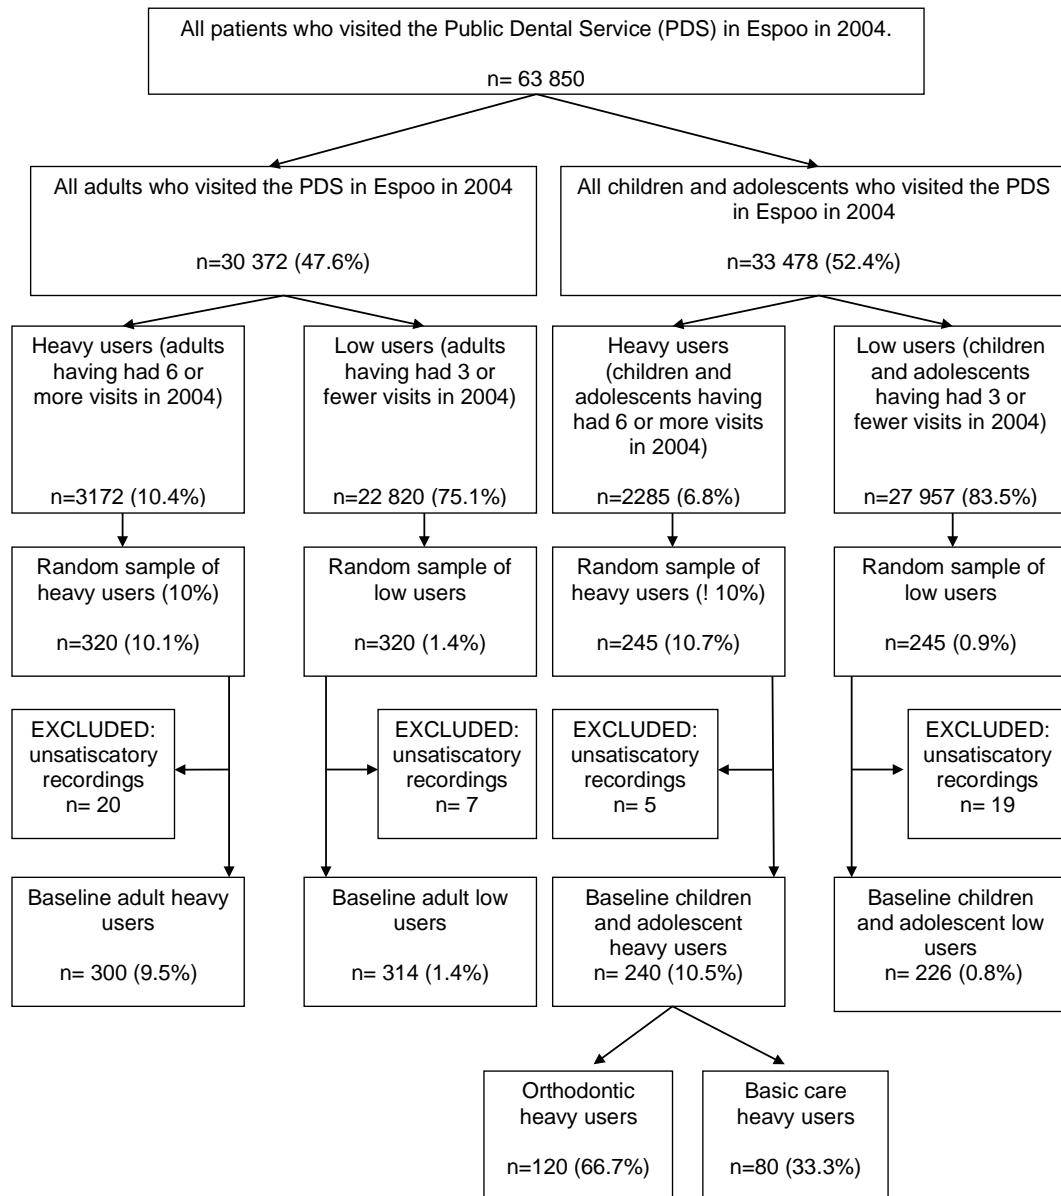 All patients who visited the Public Dental Service (PDS) in Espoo in 2004.
n= 63 850
All adults who visited the PDS in Espoo in 2004
n=30 372 (47.6%)
All children and adolescents who visited the PDS
in Espoo in 2004
n=33 478 (52.4%)
Heavy users (adults
having had 6 or
more visits in 2004)
n=3172 (10.4%)
Low users (adults
having had 3 or
fewer visits in 2004)
n=22 820 (75.1%)
Heavy users
(children and
adolescents having
had 6 or more visits
in 2004)
n=2285 (6.8%)
Low users (children
and adolescents
having had 3 or
fewer visits in 2004)
n=27 957 (83.5%)
Random sample of
heavy users (10%)
n=320 (10.1%)
Random sample of
low users
n=320 (1.4%)
Random sample of
heavy users (! 10%)
n=245 (10.7%)
Random sample of
low users
n=245 (0.9%)
EXCLUDED:
unsatiscatory
recordings
n= 20
EXCLUDED:
unsatiscatory
recordings
n= 7
EXCLUDED:
unsatiscatory
recordings
n= 5
EXCLUDED:
unsatiscatory
recordings
n= 19
Baseline adult heavy
users
n= 300 (9.5%)
Baseline adult low
users
n= 314 (1.4%)
Baseline children
and adolescent
heavy users
n= 240 (10.5%)
Baseline children
and adolescent low
users
n= 226 (0.8%)
Orthodontic
heavy users
n=120 (66.7%)
Basic care
heavy users
n=80 (33.3%)